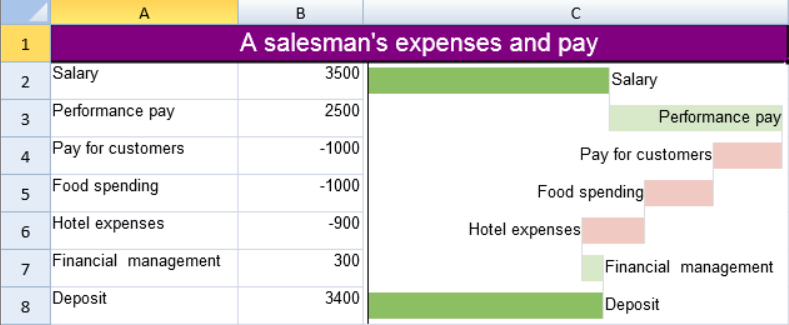 A B C
1 A salesman's expenses and pay
2 Salary 3500 Salary
3 Performance pay 2500 Performance pay
4 Pay for customers -1000 Pay for customers
5 Food spending -1000 Food spending
6 Hotel expenses -900 Hotel expenses
7 Financial management 300 Financial management
8 Deposit 3400 Deposit